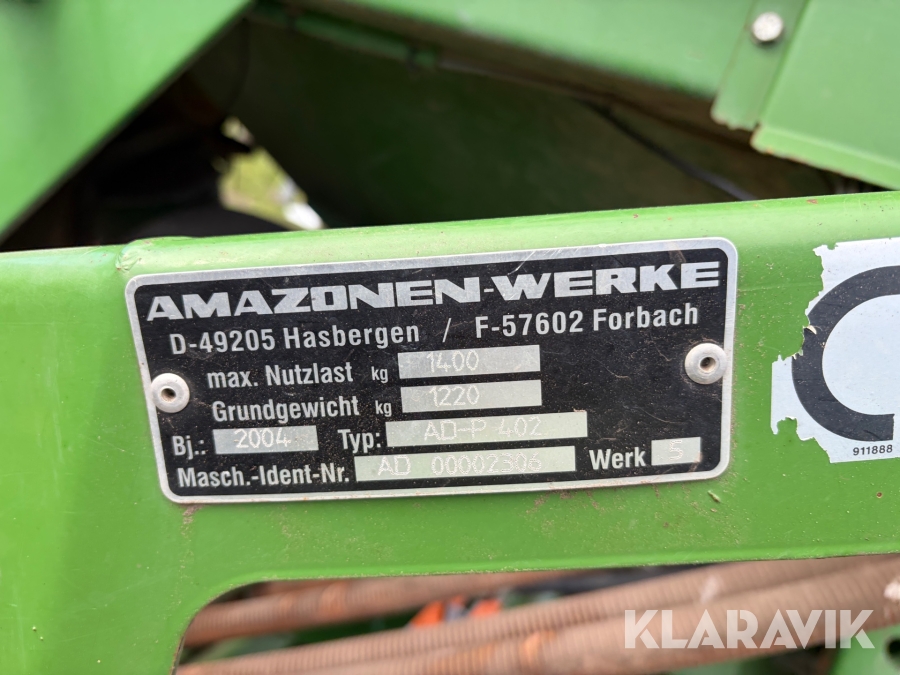 AMAZONEN-WERKE
D-49205 Hasbergen / F-57602 Forbach
max. Nutzlast kg 1400
Grundgewicht kg 1220
Bj.: 2004 Typ: AD-P 402
Masch.-Ident-Nr. AD 00002306 Werk 5
911888
KLARAVIK